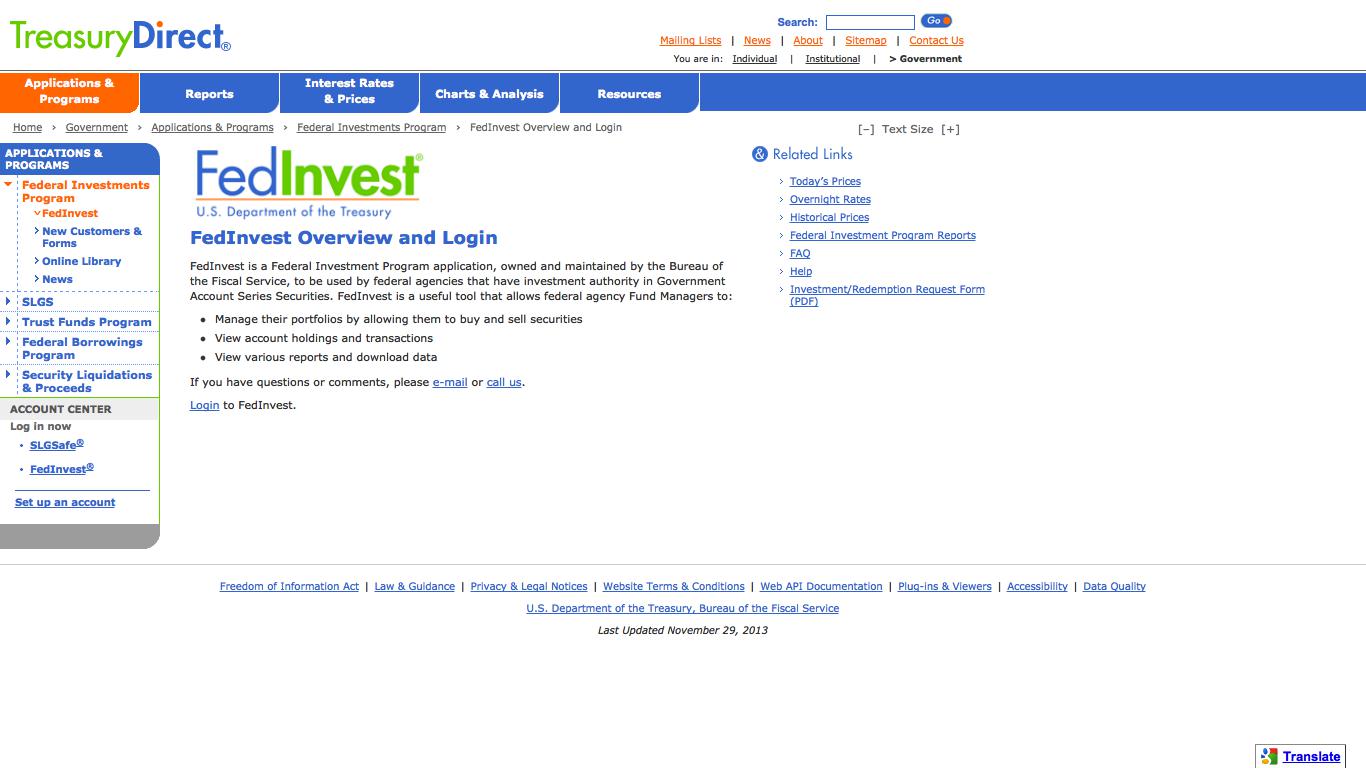 TreasuryDirect®
Search:
Go
Mailing Lists | News | About | Sitemap | Contact Us
You are in: Individual | Institutional | > Government
Applications & Programs
Reports
Interest Rates & Prices
Charts & Analysis
Resources
Home › Government › Applications & Programs › Federal Investments Program › FedInvest Overview and Login
[–] Text Size [+]
APPLICATIONS &
PROGRAMS
Federal Investments
Program
FedInvest
New Customers &
Forms
Online Library
News
SLGS
Trust Funds Program
Federal Borrowings
Program
Security Liquidations
& Proceeds
ACCOUNT CENTER
Log in now
• SLGSafe®
• FedInvest®
Set up an account
FedInvest®
U.S. Department of the Treasury
FedInvest Overview and Login
FedInvest is a Federal Investment Program application, owned and maintained by the Bureau of
the Fiscal Service, to be used by federal agencies that have investment authority in Government
Account Series Securities. FedInvest is a useful tool that allows federal agency Fund Managers to:
• Manage their portfolios by allowing them to buy and sell securities
• View account holdings and transactions
• View various reports and download data
If you have questions or comments, please e-mail or call us.
Login to FedInvest.
& Related Links
› Today's Prices
› Overnight Rates
› Historical Prices
› Federal Investment Program Reports
› FAQ
› Help
› Investment/Redemption Request Form
(PDF)
Freedom of Information Act | Law & Guidance | Privacy & Legal Notices | Website Terms & Conditions | Web API Documentation | Plug-ins & Viewers | Accessibility | Data Quality
U.S. Department of the Treasury, Bureau of the Fiscal Service
Last Updated November 29, 2013
Translate